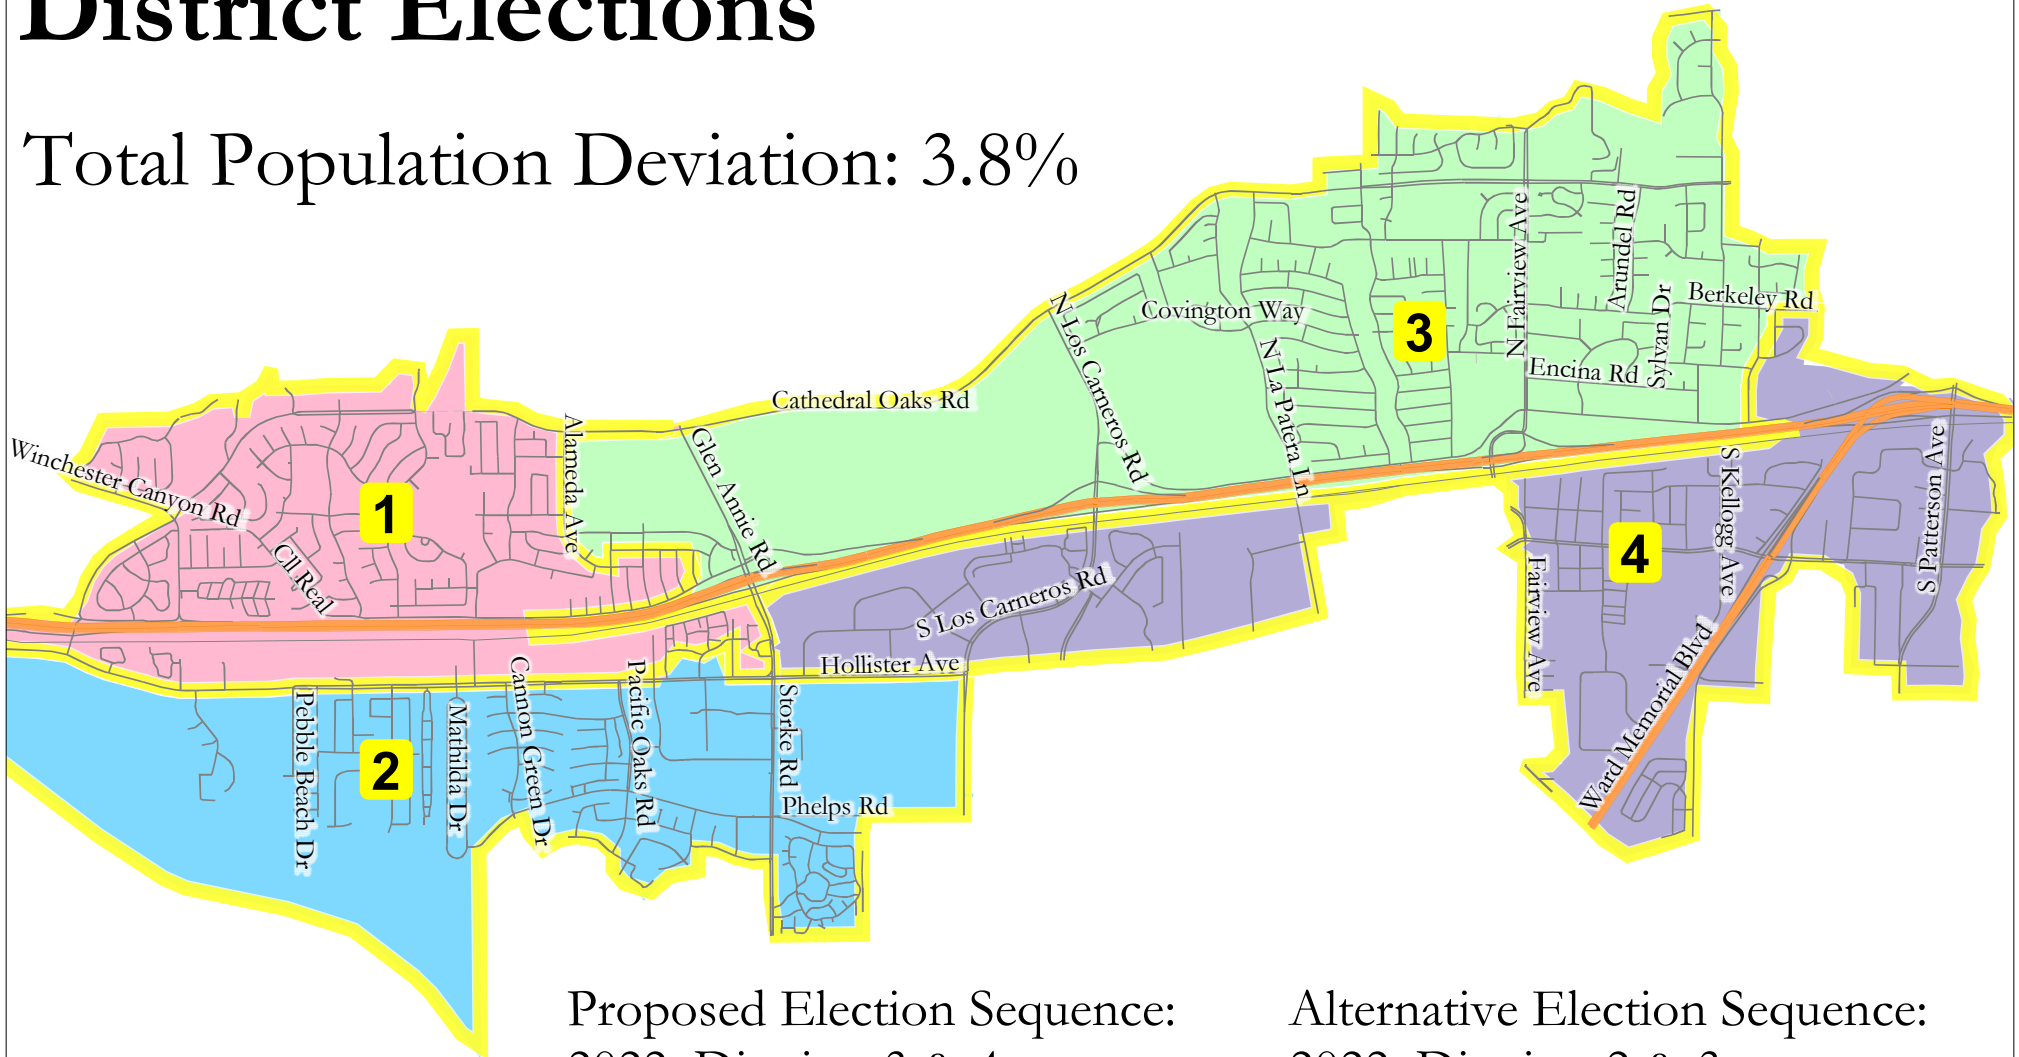 District Elections
Total Population Deviation: 3.8%
N Fairview Ave
Arundel Rd
Berkeley Rd
Sylvan Dr
Covington Way
3
N Los Carneros Rd
N La Patera Ln
Encina Rd
Cathedral Oaks Rd
Alameda Ave
Glen Annie Rd
Winchester Canyon Rd
1
Cll Real
S Kellogg Ave
S Patterson Ave
4
Fairview Ave
S Los Carneros Rd
Hollister Ave
Ward Memorial Blvd
Pebble Beach Dr
2
Mathilda Dr
Cannon Green Dr
Pacific Oaks Rd
Storke Rd
Phelps Rd
Proposed Election Sequence:
Alternative Election Sequence: